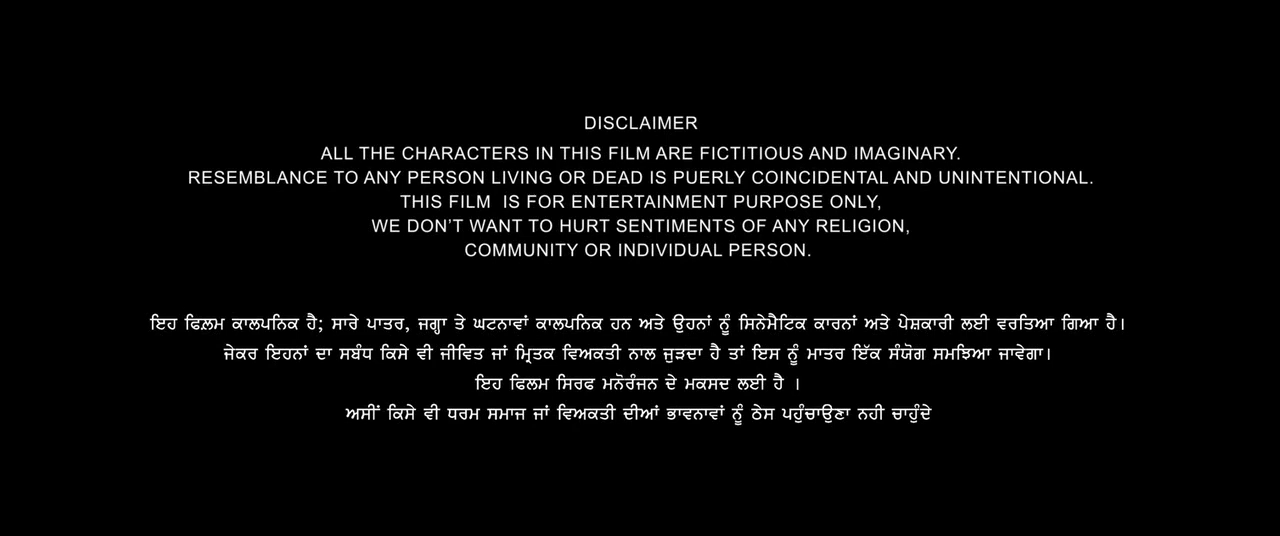 DISCLAIMER
ALL THE CHARACTERS IN THIS FILM ARE FICTITIOUS AND IMAGINARY.
RESEMBLANCE TO ANY PERSON LIVING OR DEAD IS PUERLY COINCIDENTAL AND UNINTENTIONAL.
THIS FILM  IS FOR ENTERTAINMENT PURPOSE ONLY,
WE DON’T WANT TO HURT SENTIMENTS OF ANY RELIGION,
COMMUNITY OR INDIVIDUAL PERSON.
ਇਹ ਫਿਲਮ ਕਾਲਪਨਿਕ ਹੈ; ਸਾਰੇ ਪਾਤਰ, ਜਗ੍ਹਾ ਤੇ ਘਟਨਾਵਾਂ ਕਾਲਪਨਿਕ ਹਨ ਅਤੇ ਉਹਨਾਂ ਨੂੰ ਸਿਨੇਮੈਟਿਕ ਕਾਰਨਾਂ ਅਤੇ ਪੇਸ਼ਕਾਰੀ ਲਈ ਵਰਤਿਆ ਗਿਆ ਹੈ।
ਜੇਕਰ ਇਹਨਾਂ ਦਾ ਸਬੰਧ ਕਿਸੇ ਵੀ ਜੀਵਿਤ ਜਾਂ ਮ੍ਰਿਤਕ ਵਿਅਕਤੀ ਨਾਲ ਜੁੜਦਾ ਹੈ ਤਾਂ ਇਸ ਨੂੰ ਮਾਤਰ ਇੱਕ ਸੰਯੋਗ ਸਮਝਿਆ ਜਾਵੇਗਾ।
ਇਹ ਫਿਲਮ ਸਿਰਫ ਮਨੋਰੰਜਨ ਦੇ ਮਕਸਦ ਲਈ ਹੈ ।
ਅਸੀਂ ਕਿਸੇ ਵੀ ਧਰਮ ਸਮਾਜ ਜਾਂ ਵਿਅਕਤੀ ਦੀਆਂ ਭਾਵਨਾਵਾਂ ਨੂੰ ਠੇਸ ਪਹੁੰਚਾਉਣਾ ਨਹੀ ਚਾਹੁੰਦੇ